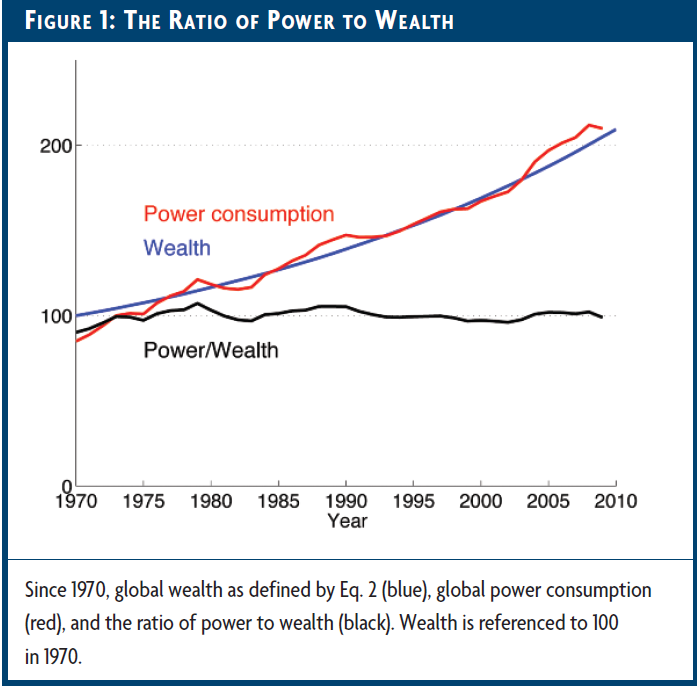 FIGURE 1: THE RATIO OF POWER TO WEALTH
200
Power consumption
Wealth
100
Power/Wealth
0
1970 1975 1980 1985 1990 1995 2000 2005 2010
Year
Since 1970, global wealth as defined by Eq. 2 (blue), global power consumption
(red), and the ratio of power to wealth (black). Wealth is referenced to 100
in 1970.